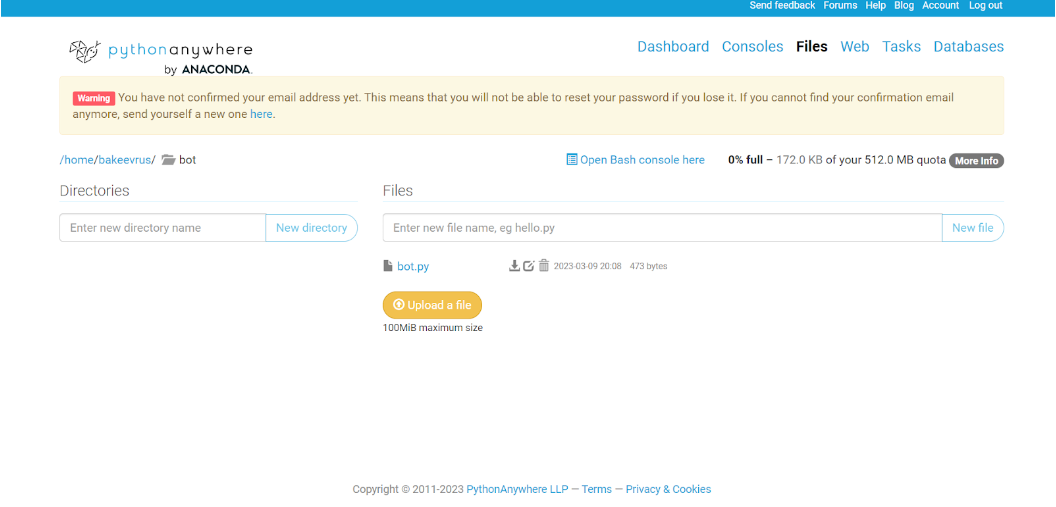 Send feedback Forums Help Blog Account Log out
pythonanywhere
by ANACONDA.
Dashboard Consoles Files Web Tasks Databases
Warning You have not confirmed your email address yet. This means that you will not be able to reset your password if you lose it. If you cannot find your confirmation email
anymore, send yourself a new one here.
/home/bakeevrus/ bot
Open Bash console here 0% full – 172.0 KB of your 512.0 MB quota More Info
Directories
Enter new directory name New directory
Files
Enter new file name, eg hello.py New file
bot.py 2023-03-09 20:08 473 bytes
Upload a file
100MiB maximum size
Copyright © 2011-2023 PythonAnywhere LLP — Terms — Privacy & Cookies